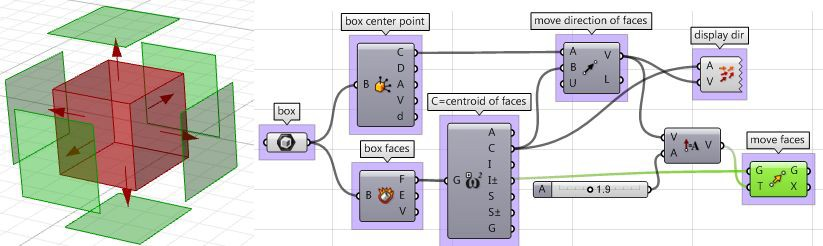 box center point
move direction of faces
display dir
C
D
B
A
V
d
A
V
B
U
L
A
V
box
C=centroid of faces
box faces
F
B
E
V
A
C
I
G
I±
S
S±
G
V
A
V
move faces
G
G
T
X
A
1.9